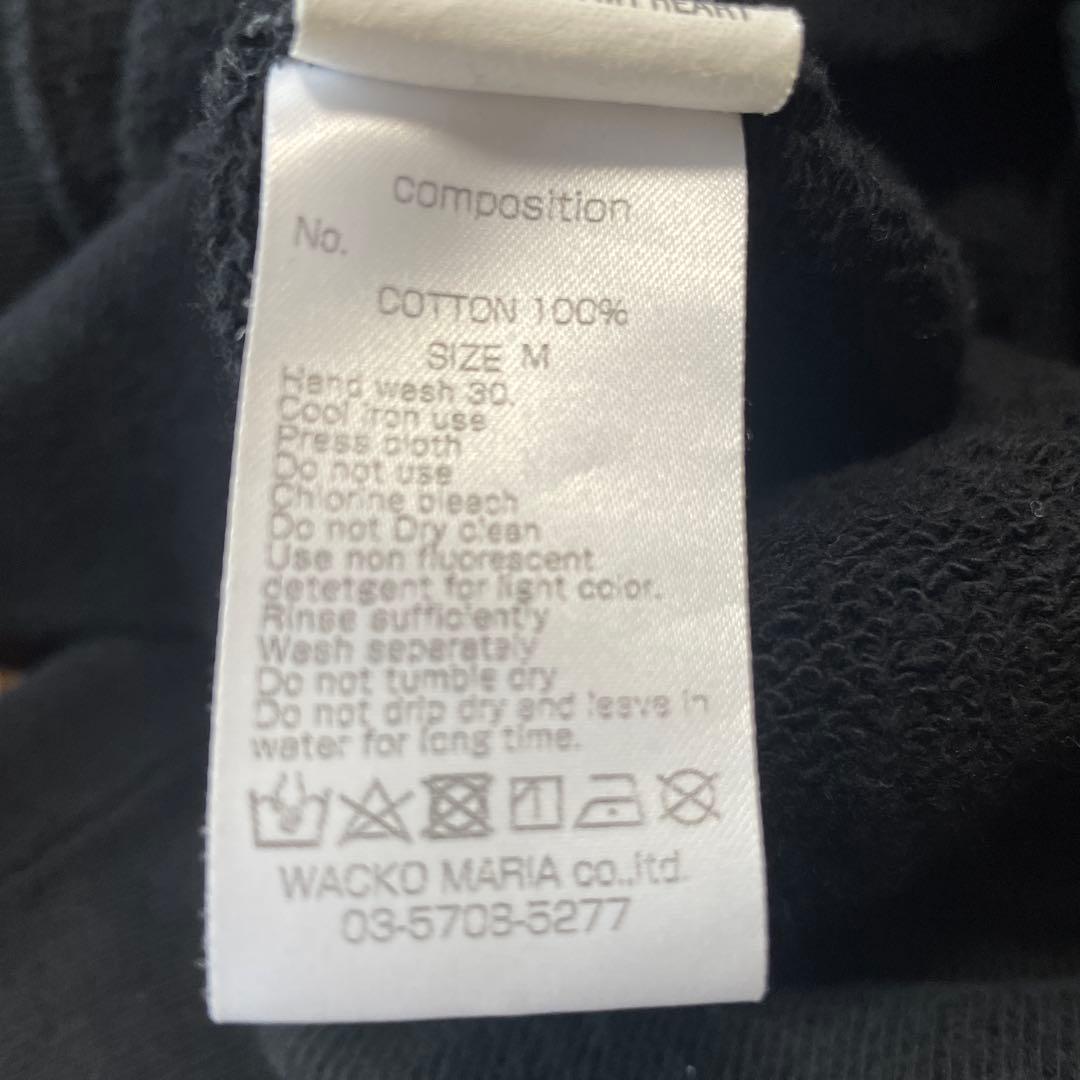 HEART
composition
No.
COTTON 100%
SIZE M
Hand wash 30.
Cool iron use
Press cloth
Do not use
Chlorine bleach
Do not Dry clean
Use non fluorescent
detetgent for light color.
Rinse sufficiently
Wash seperately
Do not tumble dry
Do not drip dry and leave in
water for long time.
WACKO MARIA co.,ltd.
03-5708-5277